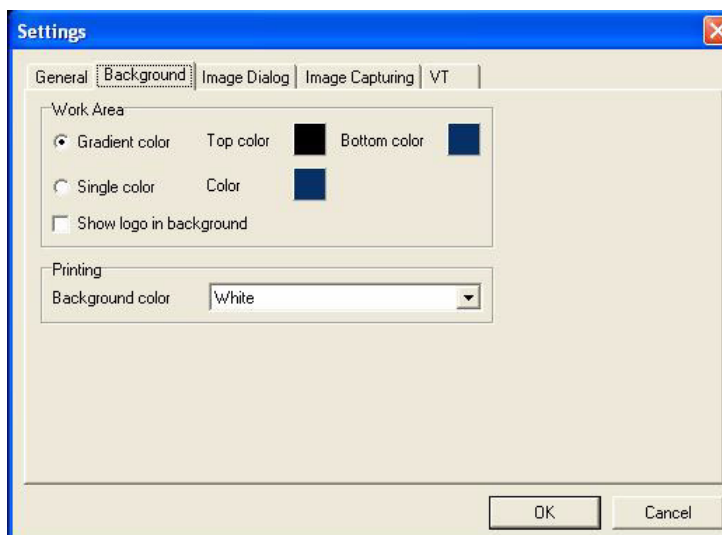 Settings
General Background Image Dialog Image Capturing VT
Work Area
Gradient color Top color Bottom color
Single color Color
Show logo in background
Printing
Background color White
OK Cancel